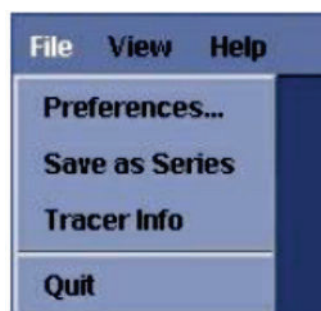 File View Help
Preferences...
Save as Series
Tracer Info
Quit